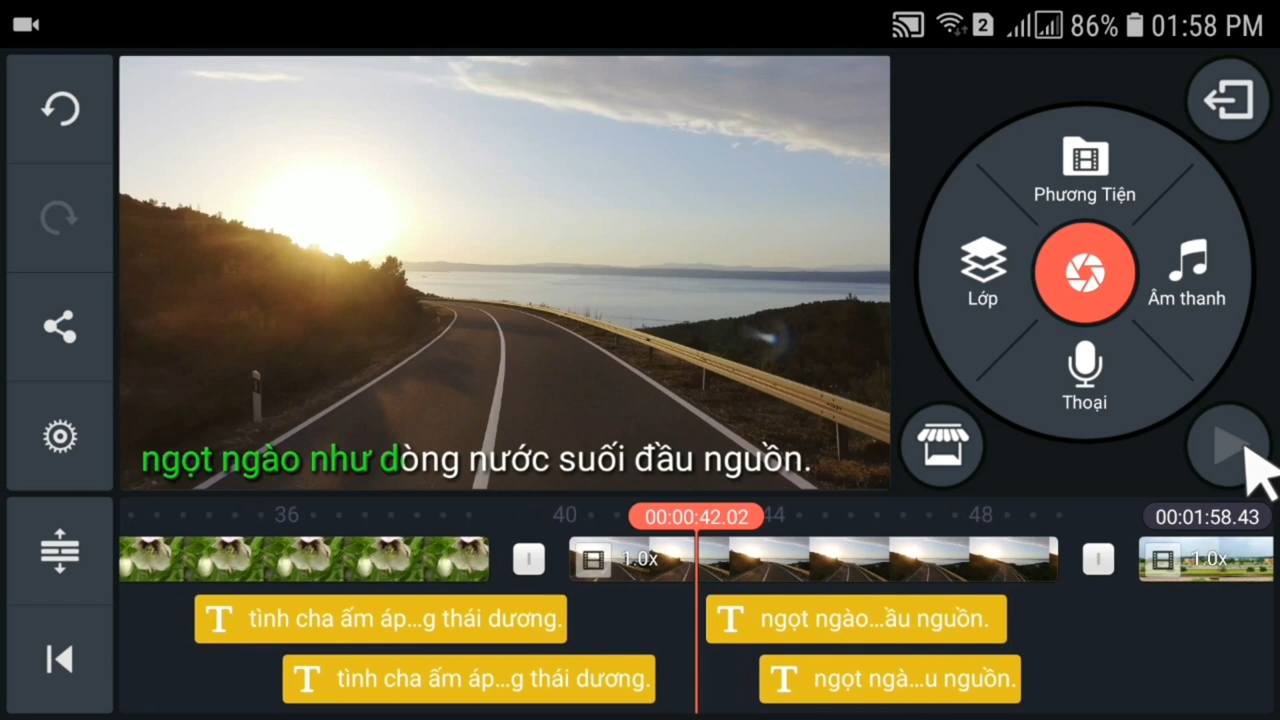 2 86% 01:58 PM
Phương Tiện
Lớp
Âm thanh
Thoại
ngọt ngào như dòng nước suối đầu nguồn.
36 40 00:00:42.02 44 48 00:01:58.43
1.0x 1.0x
T tình cha ấm áp...g thái dương. T ngọt ngào...ầu nguồn.
T tình cha ấm áp...g thái dương. T ngọt ngà...u nguồn.